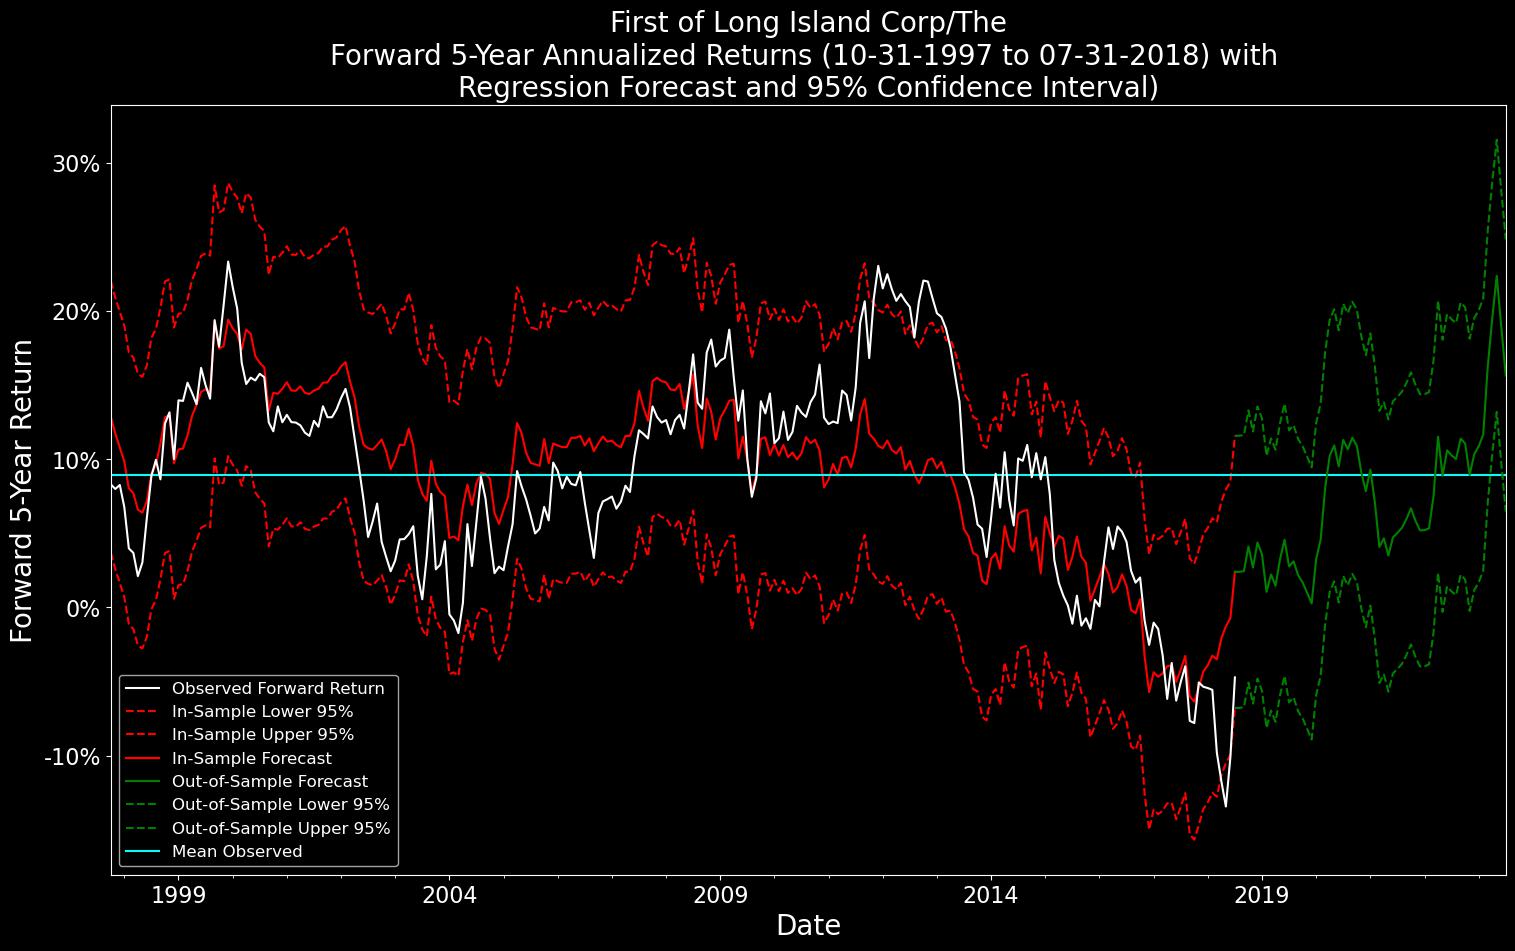 First of Long Island Corp/The
Forward 5-Year Annualized Returns (10-31-1997 to 07-31-2018) with
Regression Forecast and 95% Confidence Interval)
Forward 5-Year Return
30%
20%
10%
0%
-10%
Observed Forward Return
In-Sample Lower 95%
In-Sample Upper 95%
In-Sample Forecast
Out-of-Sample Forecast
Out-of-Sample Lower 95%
Out-of-Sample Upper 95%
Mean Observed
1999 2004 2009 2014 2019
Date